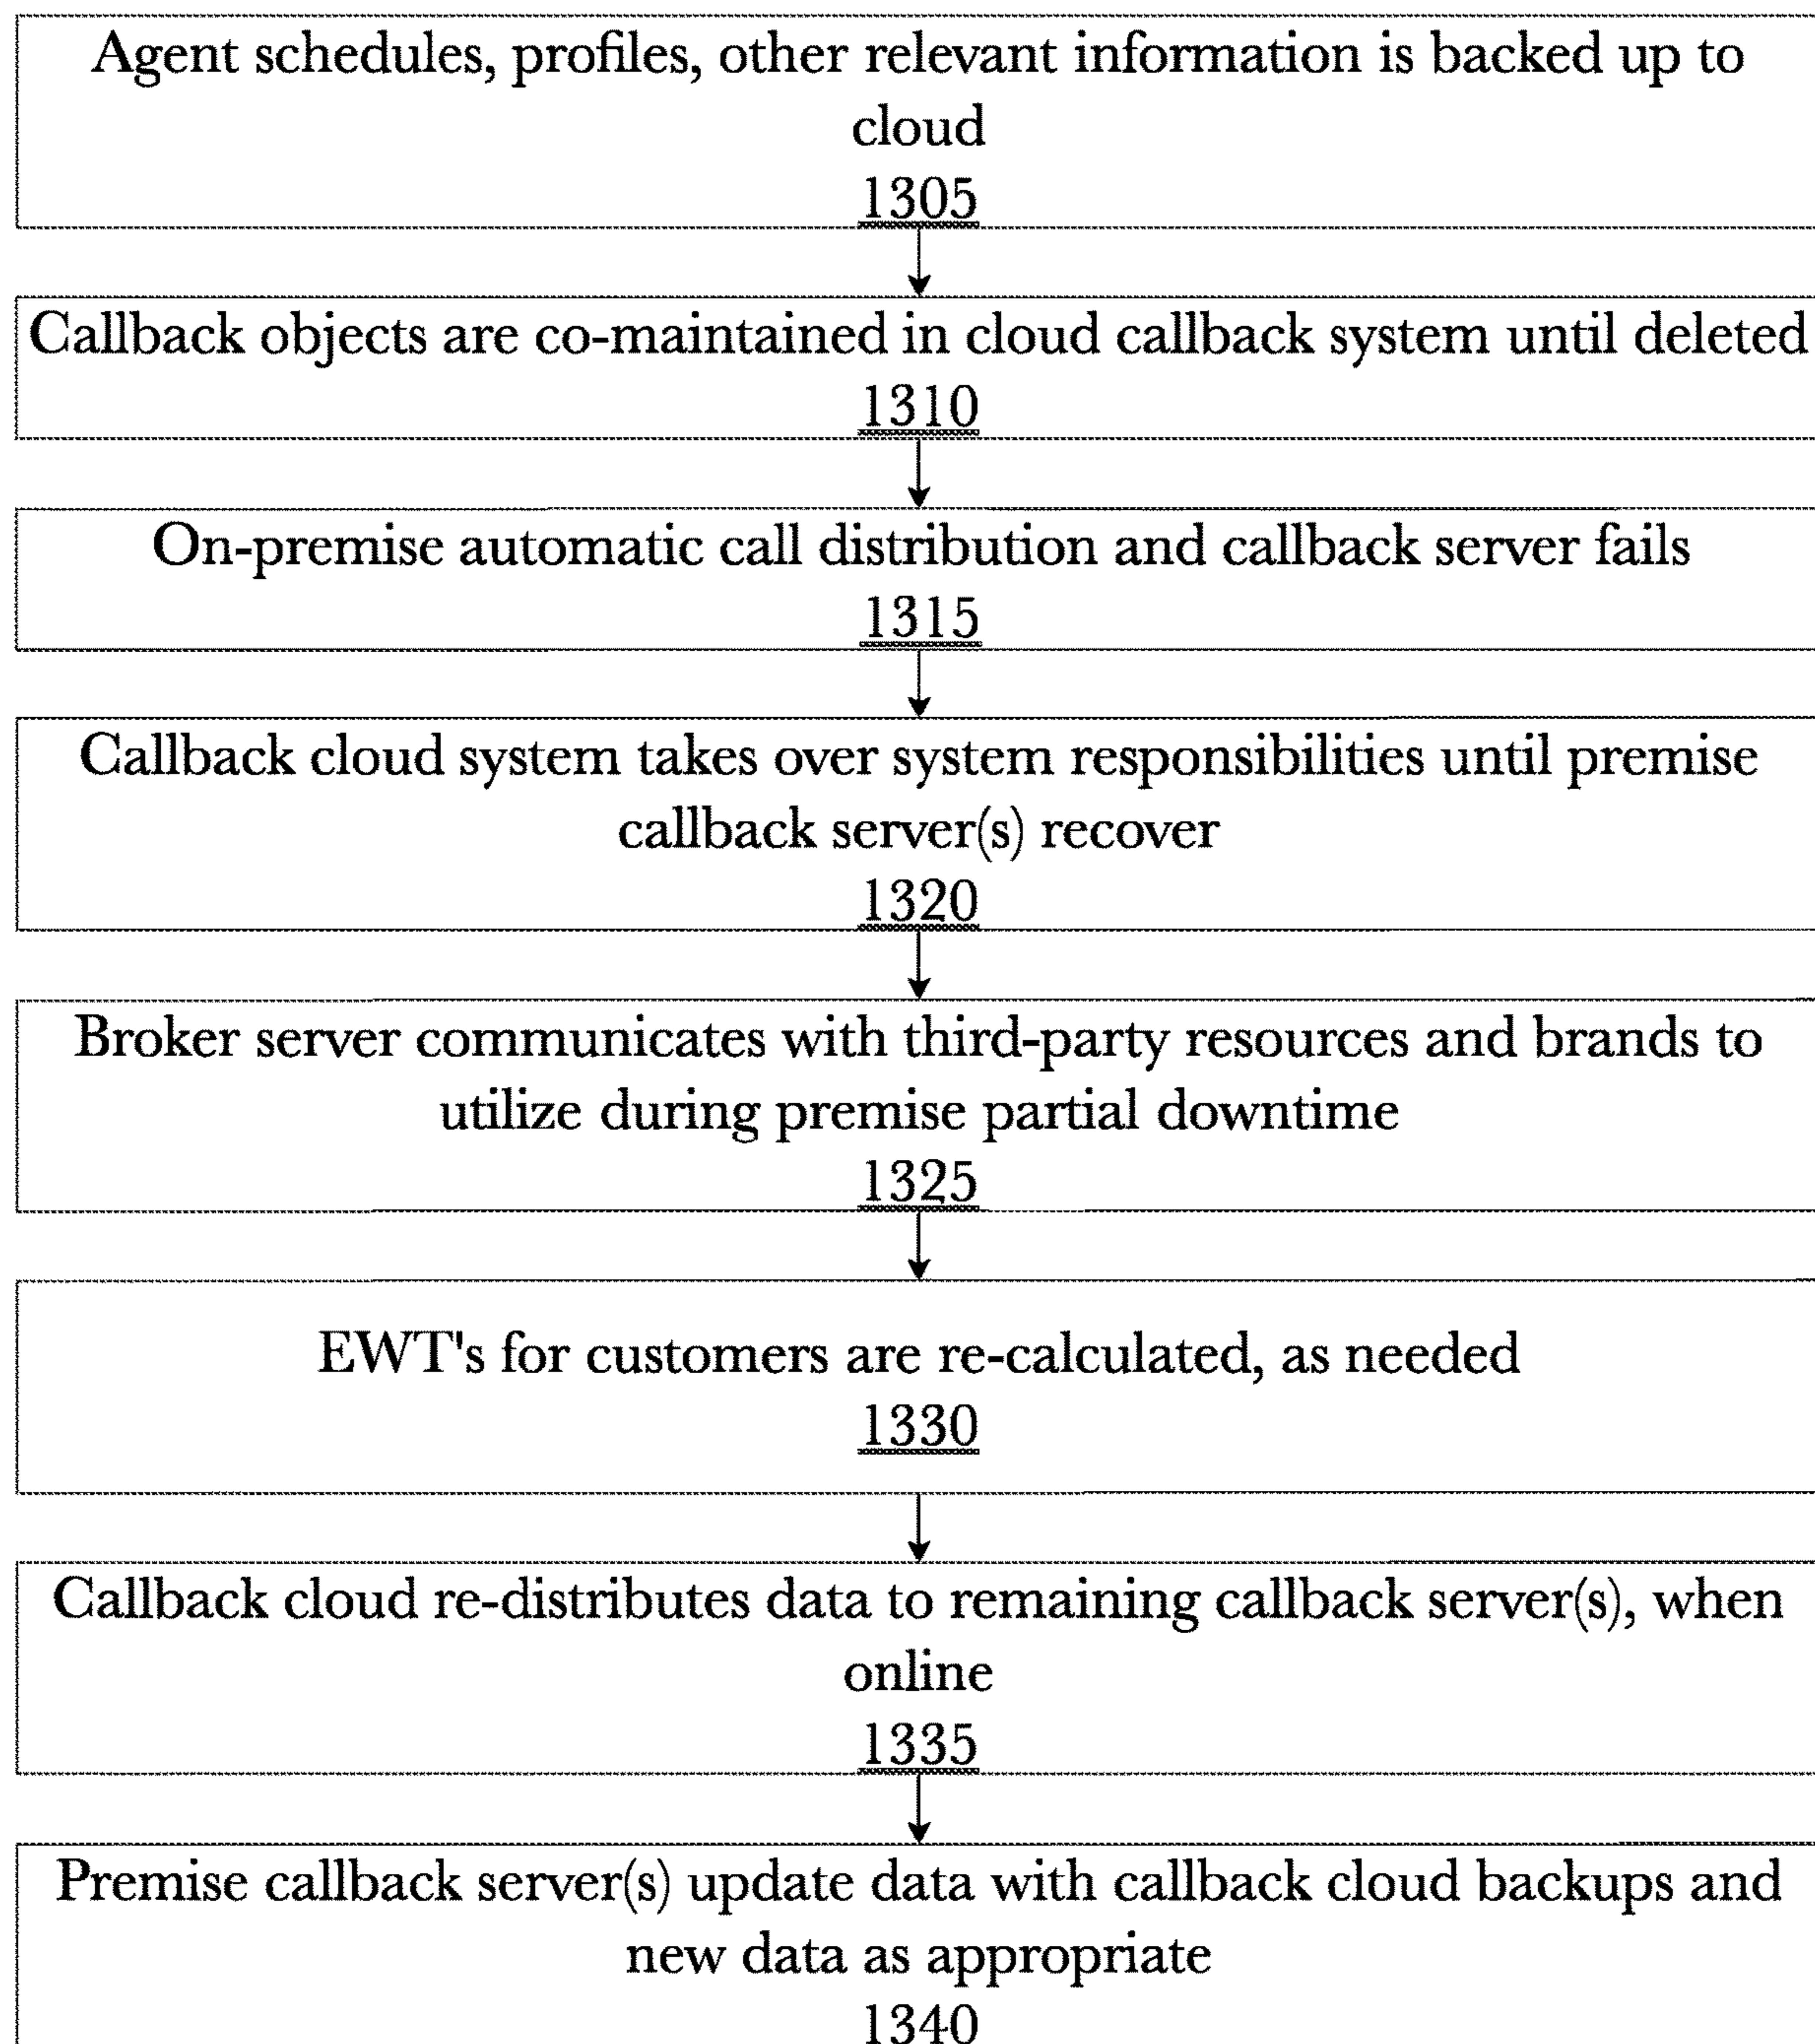 Agent schedules, profiles, other relevant information is backed up to
cloud
1305
Callback objects are co-maintained in cloud callback system until deleted
1310
On-premise automatic call distribution and callback server fails
1315
Callback cloud system takes over system responsibilities until premise
callback server(s) recover
1320
Broker server communicates with third-party resources and brands to
utilize during premise partial downtime
1325
EWT's for customers are re-calculated, as needed
1330
Callback cloud re-distributes data to remaining callback server(s), when
online
1335
Premise callback server(s) update data with callback cloud backups and
new data as appropriate
1340